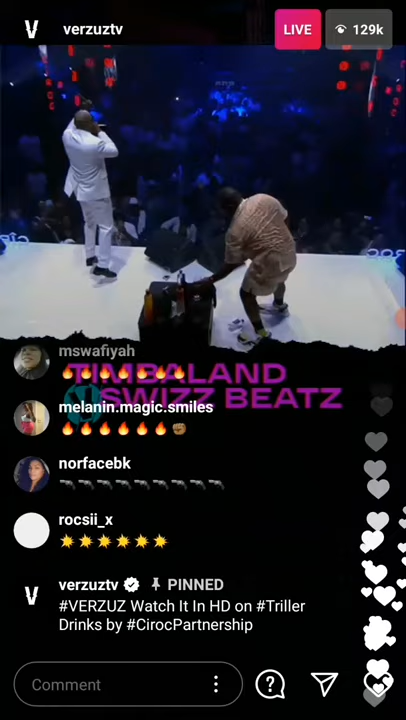 verzuztv
LIVE
129k
mswafiyah
🔥🔥🔥🔥🔥🔥🔥
TIMBALAND
SWIZZ BEATZ
melanin.magic.smiles
🔥🔥🔥🔥🔥🔥✊🏾
norfacebk
🔫🔫🔫🔫🔫🔫🔫🔫🔫
rocsii_x
💥💥💥💥💥💥
verzuztv PINNED
#VERZUZ Watch It In HD on #Triller
Drinks by #CirocPartnership
Comment